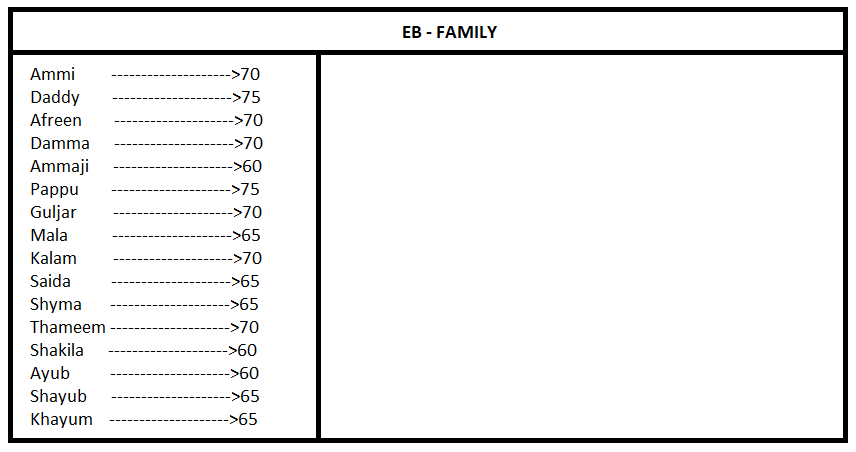 EB - FAMILY
Ammi -------------------->70
Daddy -------------------->75
Afreen -------------------->70
Damma -------------------->70
Ammaji -------------------->60
Pappu -------------------->75
Guljar -------------------->70
Mala -------------------->65
Kalam -------------------->70
Saida -------------------->65
Shyma -------------------->65
Thameem -------------------->70
Shakila -------------------->60
Ayub -------------------->60
Shayub -------------------->65
Khayum -------------------->65